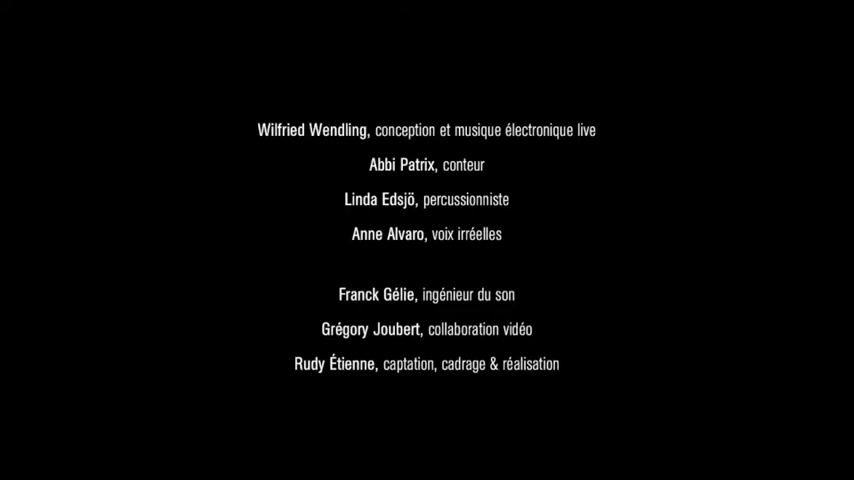 Wilfried Wendling, conception et musique électronique live
Abbi Patrix, conteur
Linda Edsjö, percussionniste
Anne Alvaro, voix irréelles
Franck Gélie, ingénieur du son
Grégory Joubert, collaboration vidéo
Rudy Étienne, captation, cadrage & réalisation